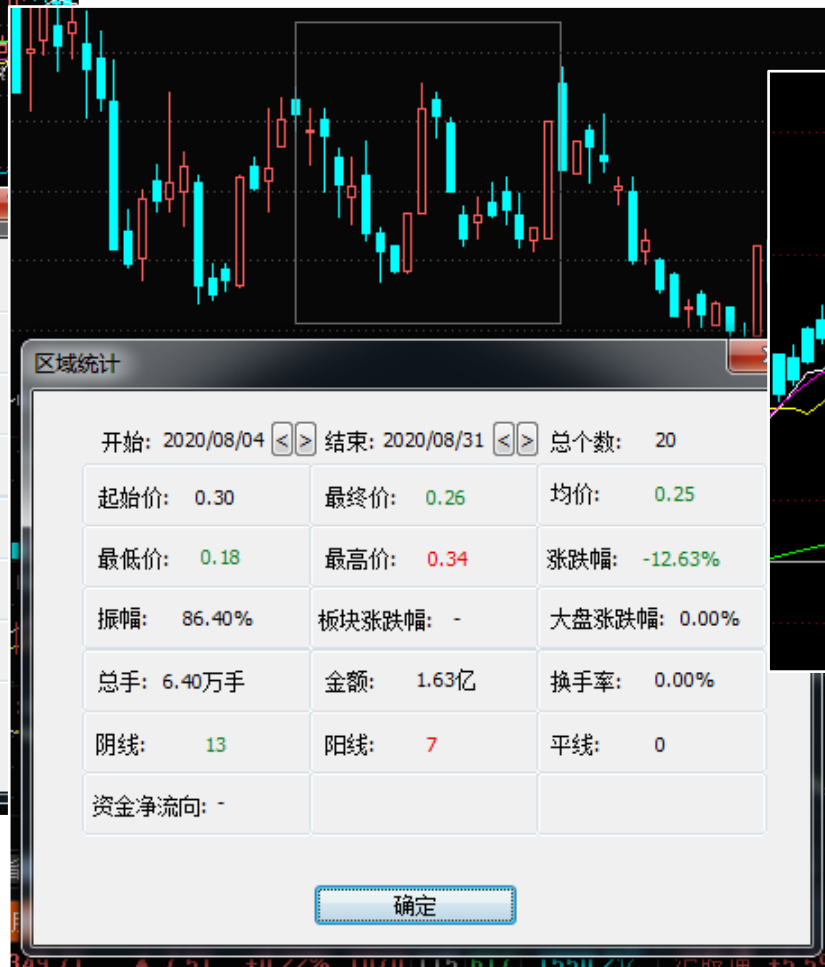 区域统计
开始: 2020/08/04 < > 结束: 2020/08/31 < > 总个数: 20
起始价: 0.30 最终价: 0.26 均价: 0.25
最低价: 0.18 最高价: 0.34 涨跌幅: -12.63%
振幅: 86.40% 板块涨跌幅: - 大盘涨跌幅: 0.00%
总手: 6.40万手 金额: 1.63亿 换手率: 0.00%
阴线: 13 阳线: 7 平线: 0
资金净流向: -
确定